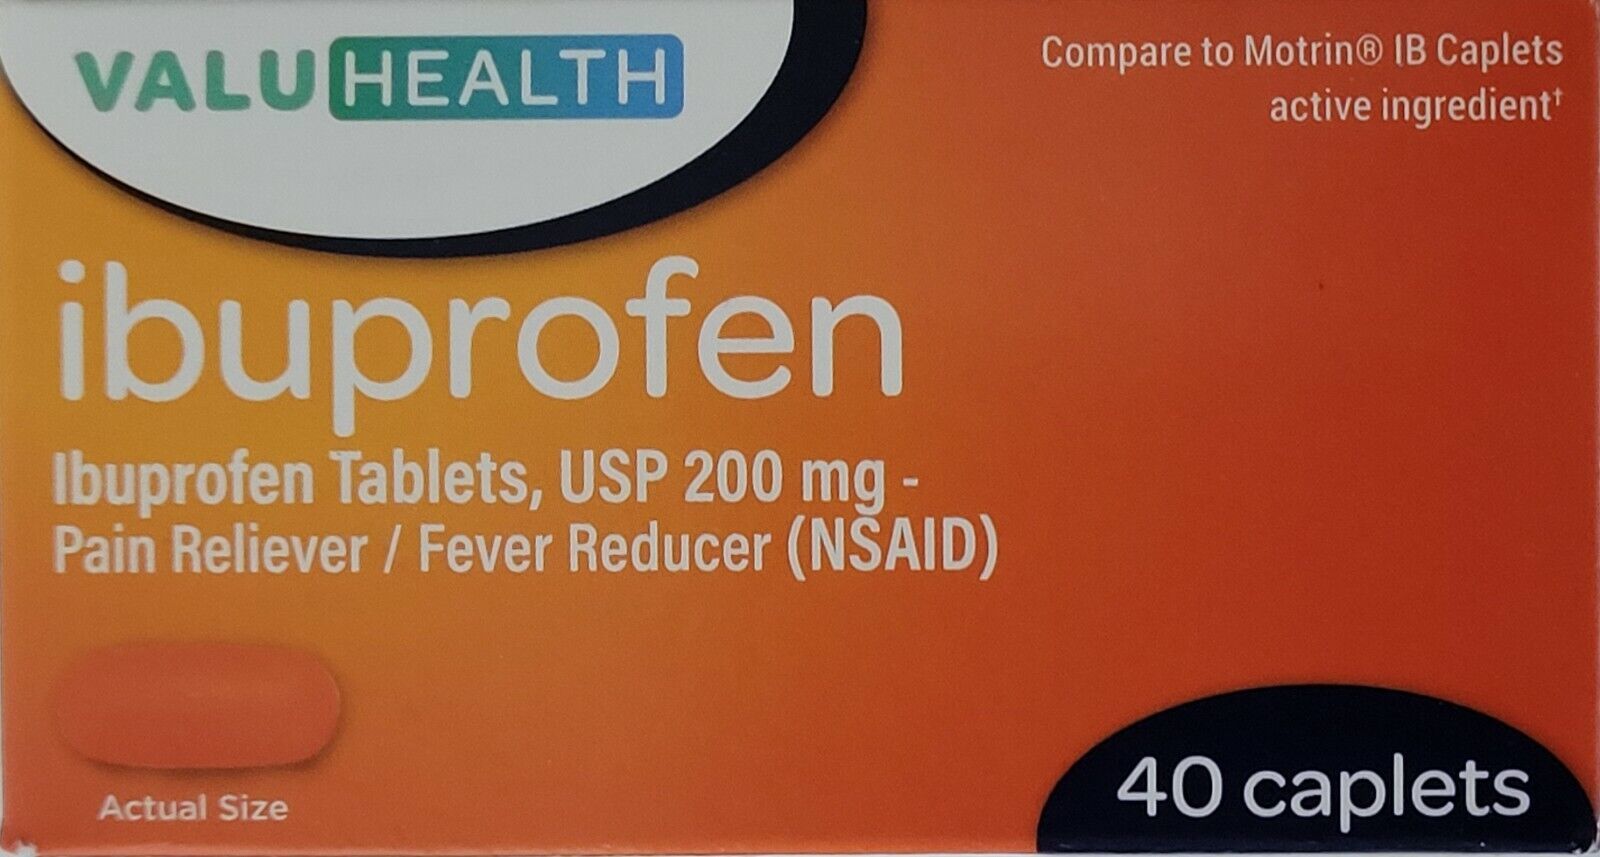 VALUHEALTH
Compare to Motrin® IB Caplets
active ingredient†
ibuprofen
Ibuprofen Tablets, USP 200 mg -
Pain Reliever / Fever Reducer (NSAID)
Actual Size
40 caplets